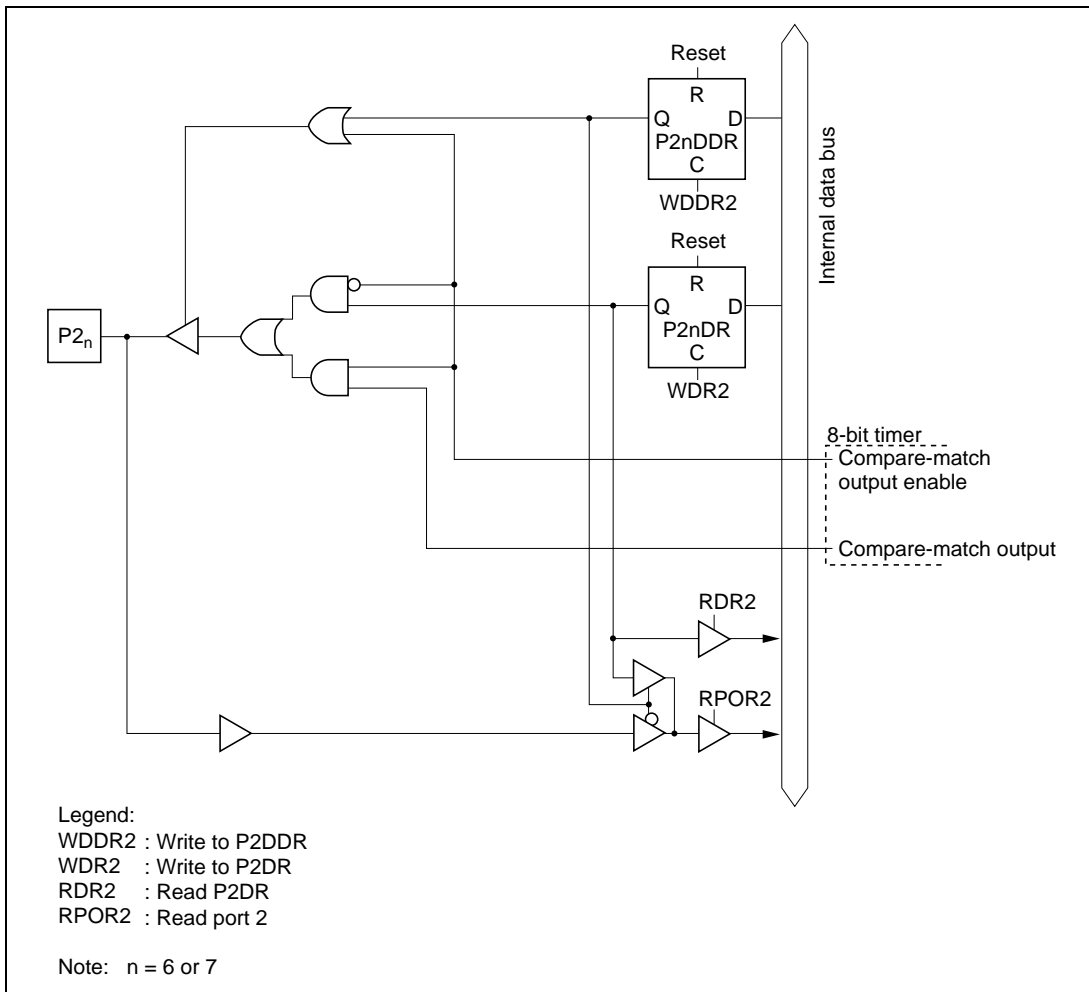 Reset
R
Q D
P2nDDR
C
WDDR2
Internal data bus
Reset
R
Q D
P2nDR
C
WDR2
P2n
8-bit timer
Compare-match
output enable
Compare-match output
RDR2
RPOR2
Legend:
WDDR2 : Write to P2DDR
WDR2 : Write to P2DR
RDR2 : Read P2DR
RPOR2 : Read port 2
Note: n = 6 or 7